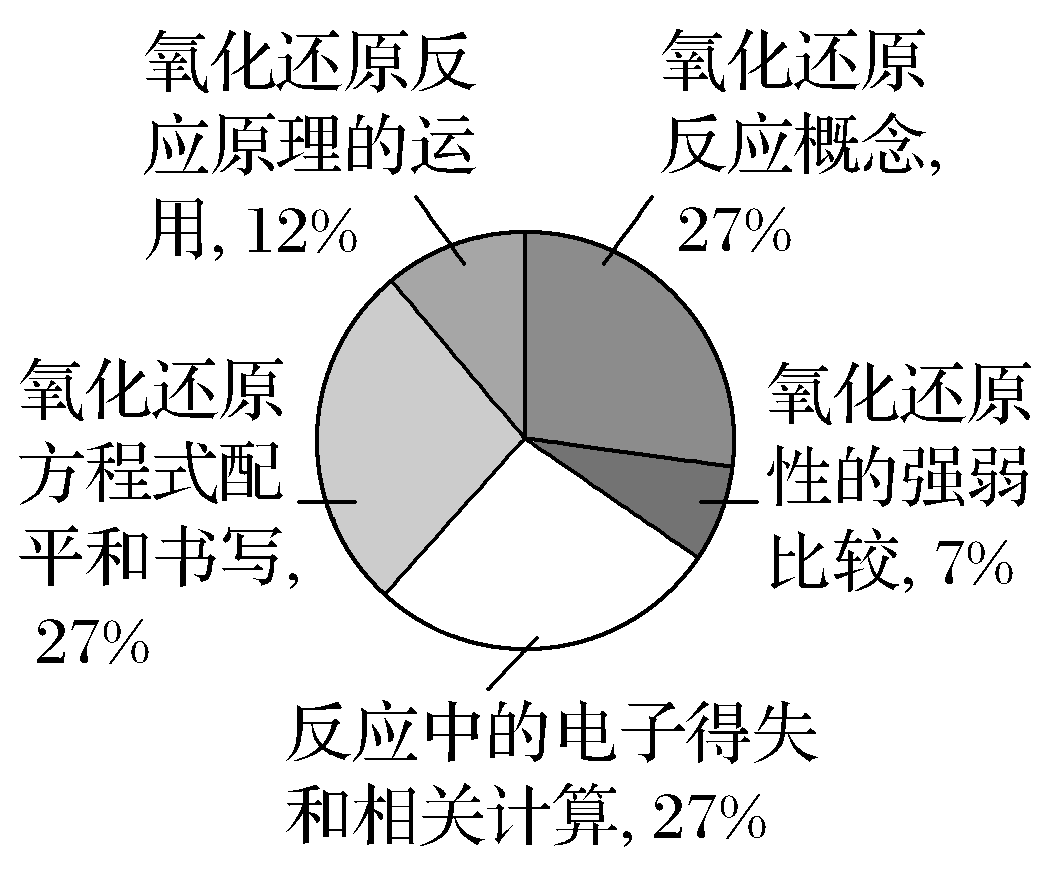 氧化还原反
应原理的运
用, 12%
氧化还原
反应概念,
27%
氧化还原
方程式配
平和书写,
27%
氧化还原
性的强弱
比较, 7%
反应中的电子得失
和相关计算, 27%